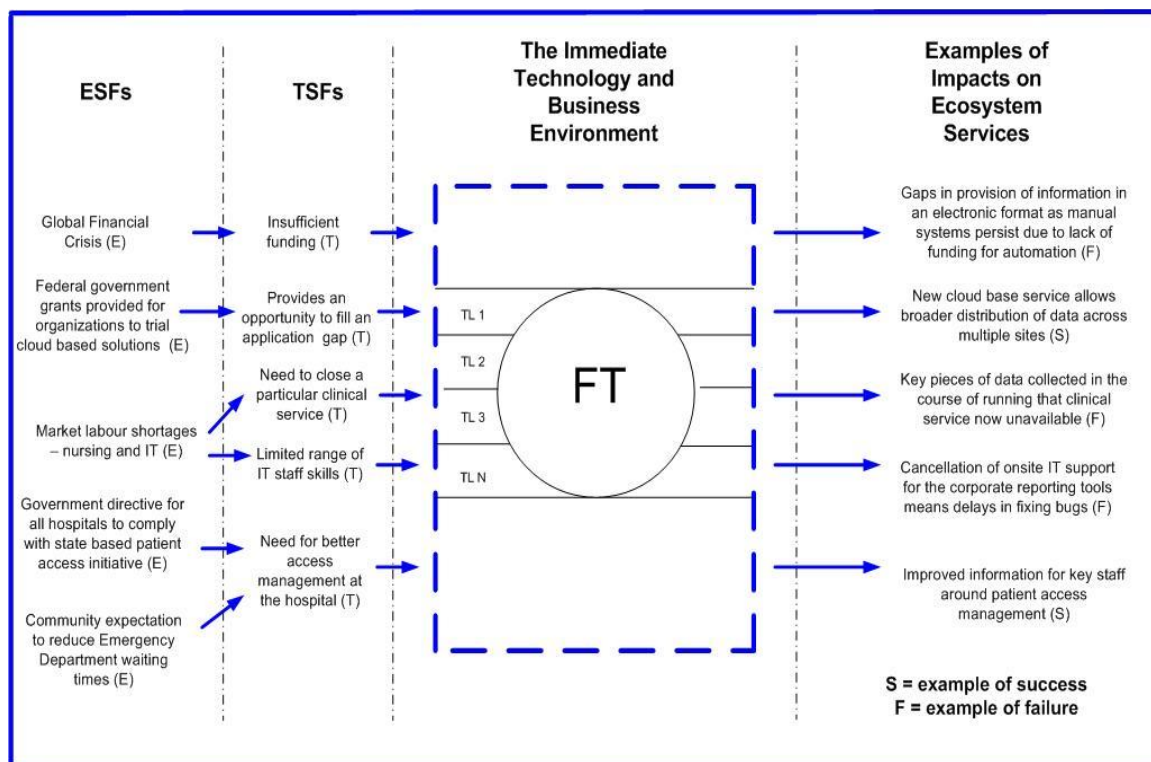 ESFs
TSFs
The Immediate
Technology and
Business
Environment
Examples of
Impacts on
Ecosystem
Services
Global Financial
Crisis (E)
Insufficient
funding (T)
Gaps in provision of information in
an electronic format as manual
systems persist due to lack of
funding for automation (F)
Federal government
grants provided for
organizations to trial
cloud based solutions (E)
Provides an
opportunity to fill an
application gap (T)
New cloud base service allows
broader distribution of data across
multiple sites (S)
Market labour shortages
– nursing and IT (E)
Need to close a
particular clinical
service (T)
Key pieces of data collected in the
course of running that clinical
service now unavailable (F)
Limited range of
IT staff skills (T)
Cancellation of onsite IT support
for the corporate reporting tools
means delays in fixing bugs (F)
Government directive for
all hospitals to comply
with state based patient
access initiative (E)
Need for better
access
management at
the hospital (T)
Improved information for key staff
around patient access
management (S)
Community expectation
to reduce Emergency
Department waiting
times (E)
TL 1
TL 2
TL 3
TL N
FT
S = example of success
F = example of failure